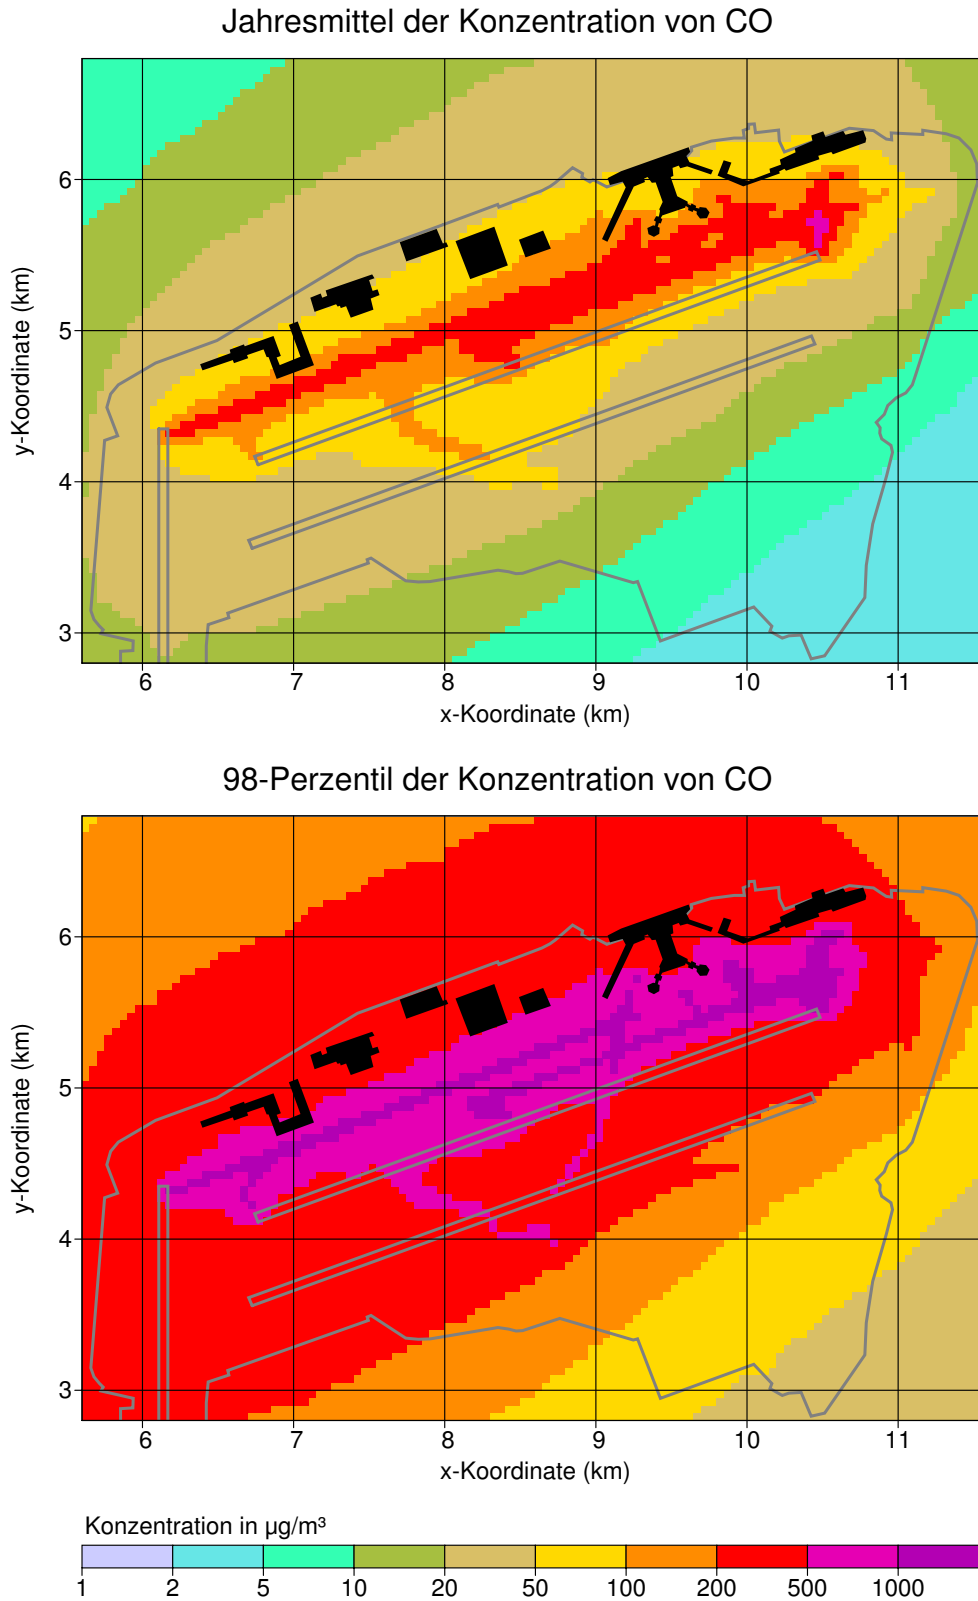 Jahresmittel der Konzentration von CO
6
5
4
3
y-Koordinate (km)
6 7 8 9 10 11
x-Koordinate (km)
98-Perzentil der Konzentration von CO
6
5
4
3
y-Koordinate (km)
6 7 8 9 10 11
x-Koordinate (km)
Konzentration in µg/m³
1 2 5 10 20 50 100 200 500 1000